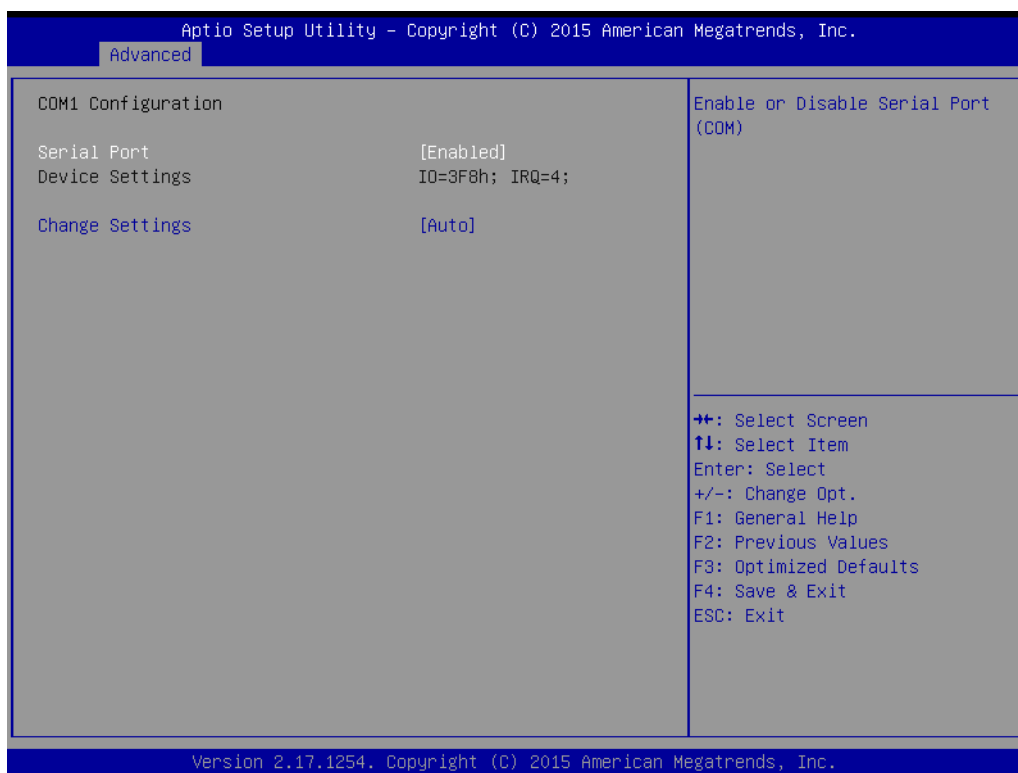 Aptio Setup Utility – Copyright (C) 2015 American Megatrends, Inc.
Advanced
COM1 Configuration
Serial Port [Enabled]
Device Settings IO=3F8h; IRQ=4;
Change Settings [Auto]
Enable or Disable Serial Port
(COM)
→←: Select Screen
↑↓: Select Item
Enter: Select
+/-: Change Opt.
F1: General Help
F2: Previous Values
F3: Optimized Defaults
F4: Save & Exit
ESC: Exit
Version 2.17.1254. Copyright (C) 2015 American Megatrends, Inc.